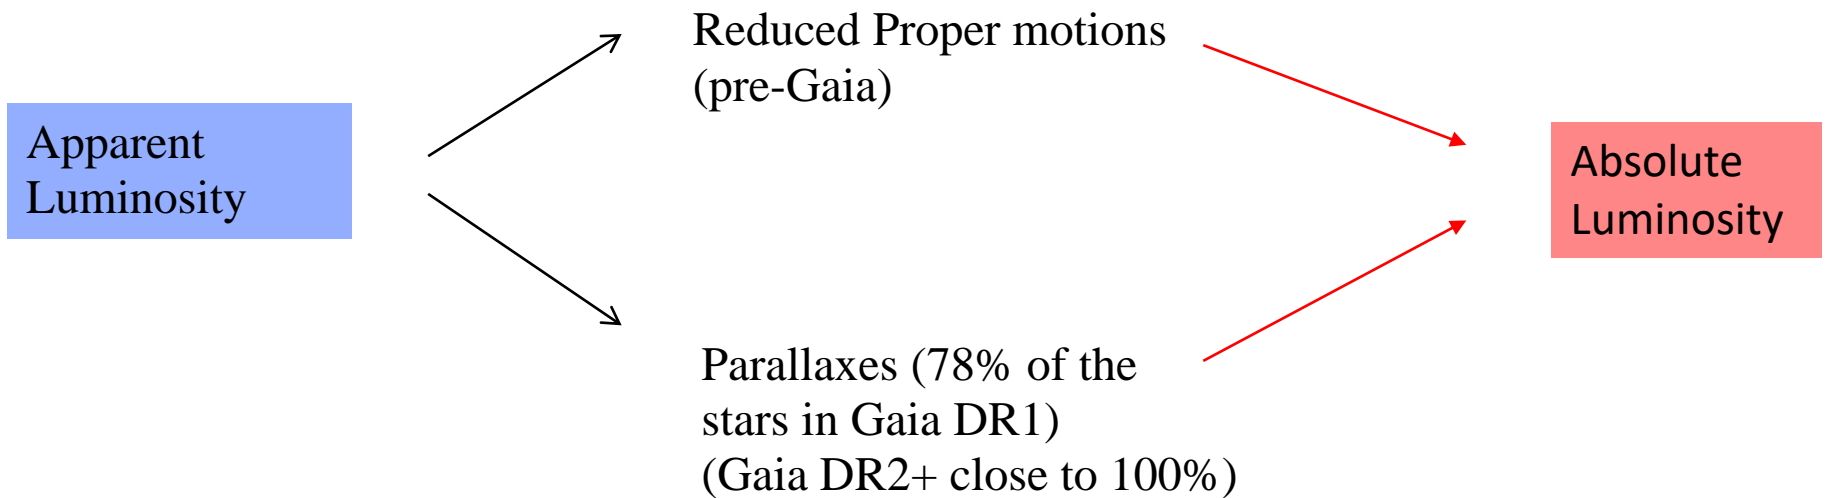 Reduced Proper motions
(pre-Gaia)
Apparent
Luminosity
Absolute
Luminosity
Parallaxes (78% of the
stars in Gaia DR1)
(Gaia DR2+ close to 100%)